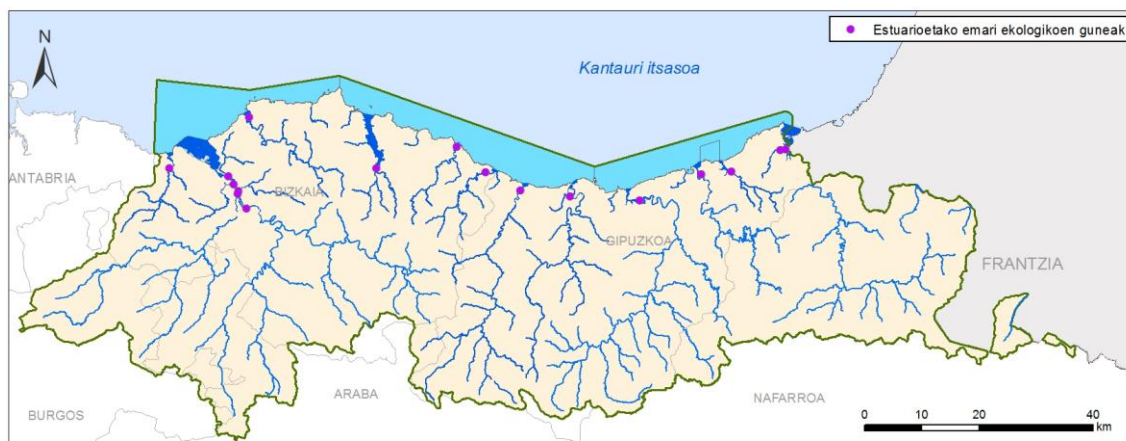 Estuarioetako emari ekologikoen guneak
N
Kantauri itsasoa
ANTABRIA
BIZKAIA
GIPUZKOA
FRANTZIA
ARABA
NAFARROA
BURGOS
0 10 20 40
km